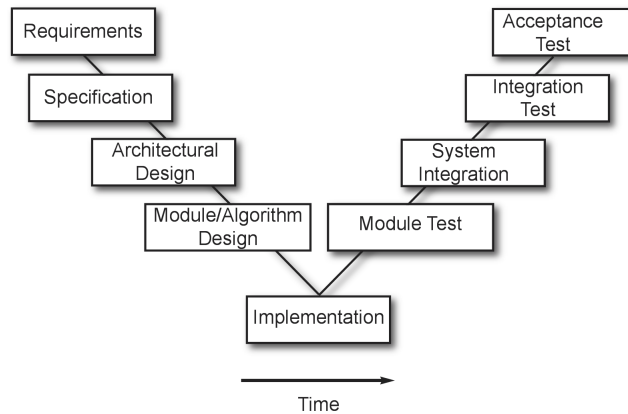 Requirements
Acceptance
Test
Specification
Integration
Test
Architectural
Design
System
Integration
Module/Algorithm
Design
Module Test
Implementation
Time